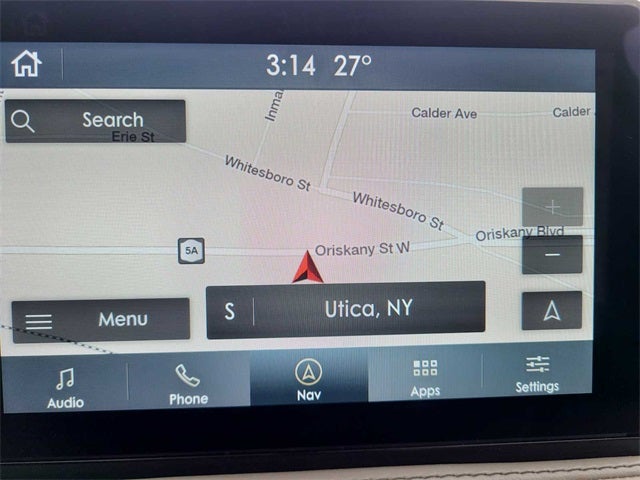 3:14 27°
Search
Inma
Calder Ave
Calder
Erie St
Whitesboro St
Whitesboro St
Oriskany Blvd
5A
Oriskany St W
S Utica, NY
Menu
Audio
Phone
Nav
Apps
Settings